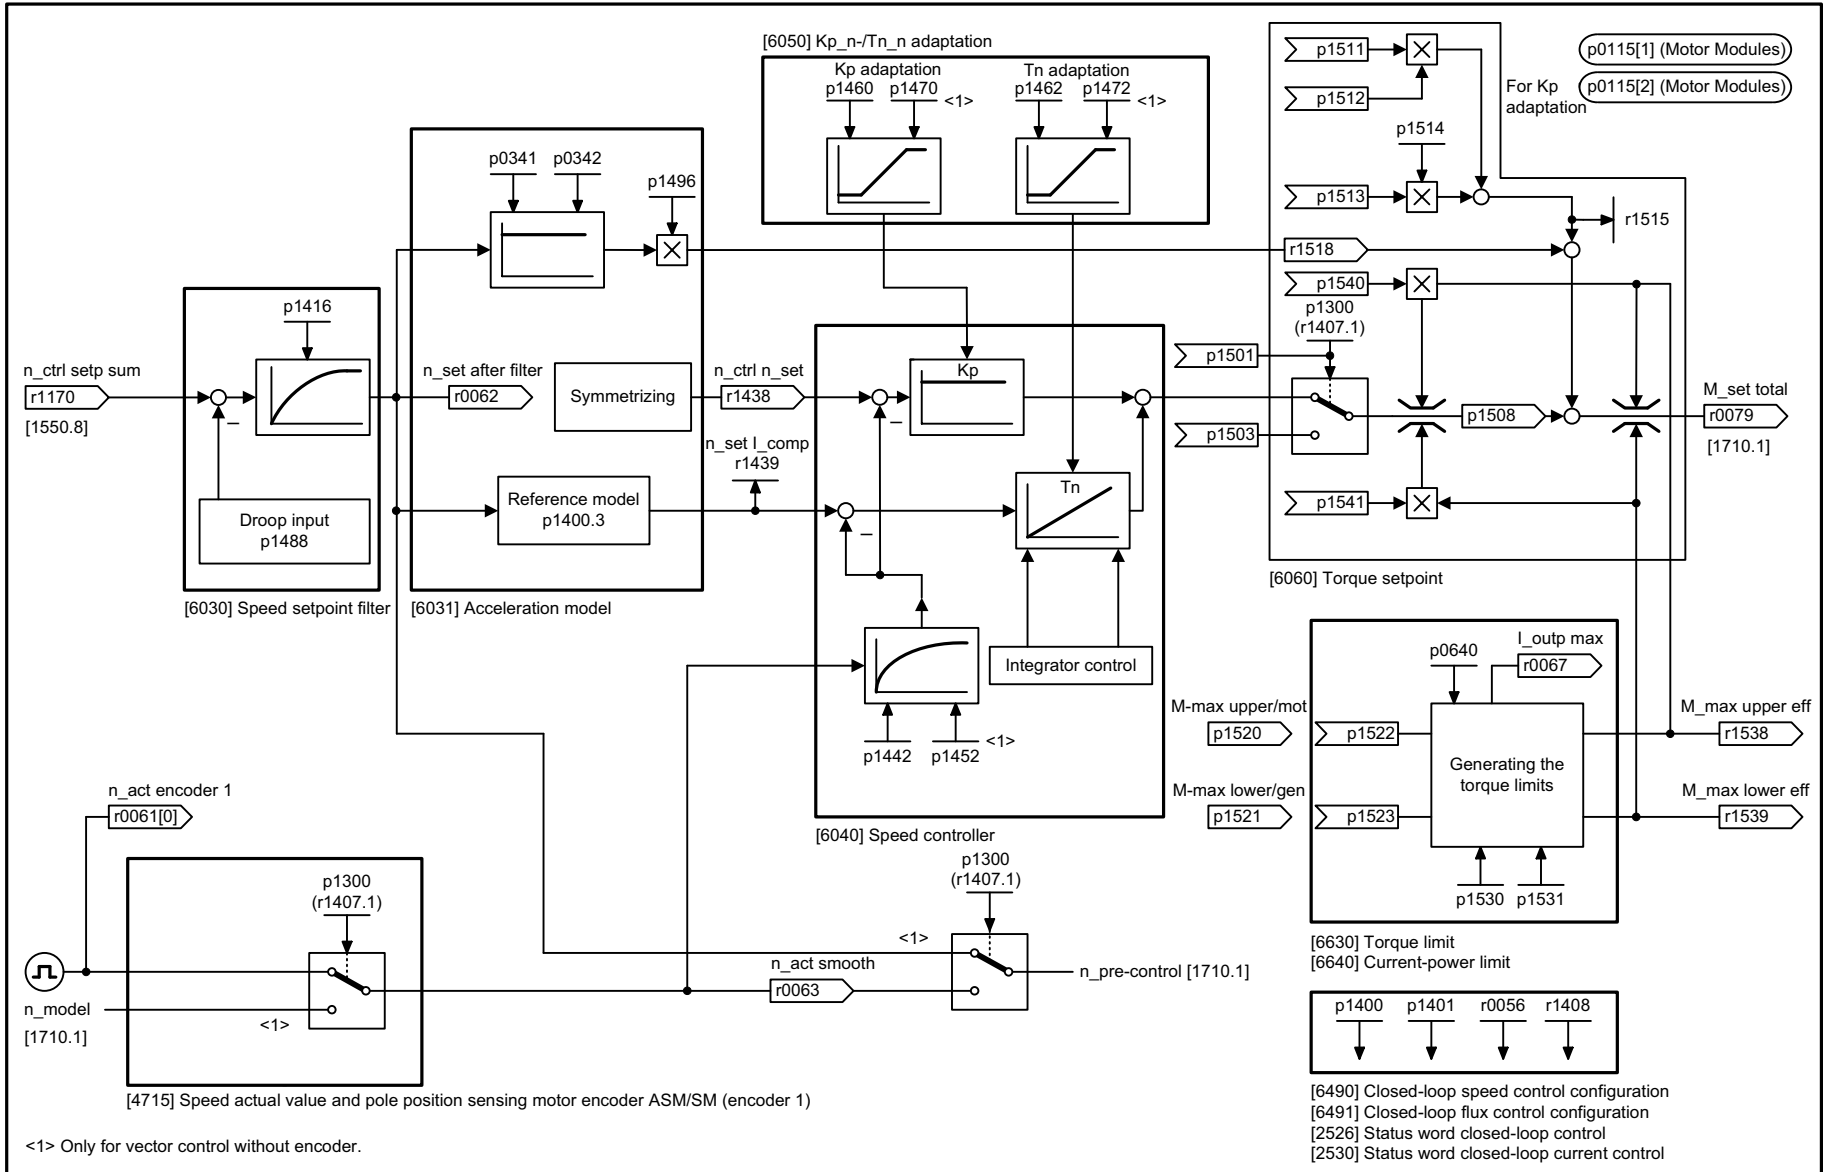 [6050] Kp_n-/Tn_n adaptation
Kp adaptation
p1460
p1470
<1>
Tn adaptation
p1462
p1472
<1>
p1511
p1512
p1514
p1513
For Kp
adaptation
p0115[1] (Motor Modules)
p0115[2] (Motor Modules)
r1515
r1518
p1540
p1300
(r1407.1)
p1501
p1503
p1508
M_set total
r0079
[1710.1]
p1541
[6060] Torque setpoint
p0341
p0342
p1496
p1416
n_ctrl setp sum
r1170
[1550.8]
–
Droop input
p1488
[6030] Speed setpoint filter
n_set after filter
r0062
Symmetrizing
n_ctrl n_set
r1438
n_set I_comp
r1439
Reference model
p1400.3
[6031] Acceleration model
Kp
–
Tn
–
Integrator control
p1442
p1452
<1>
[6040] Speed controller
p0640
I_outp max
r0067
M-max upper/mot
p1520
p1522
M-max lower/gen
p1521
p1523
Generating the
torque limits
M_max upper eff
r1538
M_max lower eff
r1539
p1530
p1531
[6630] Torque limit
[6640] Current-power limit
n_act encoder 1
r0061[0]
p1300
(r1407.1)
n_model
[1710.1]
<1>
n_act smooth
r0063
p1300
(r1407.1)
<1>
n_pre-control [1710.1]
[4715] Speed actual value and pole position sensing motor encoder ASM/SM (encoder 1)
p1400
p1401
r0056
r1408
[6490] Closed-loop speed control configuration
[6491] Closed-loop flux control configuration
[2526] Status word closed-loop control
[2530] Status word closed-loop current control
<1> Only for vector control without encoder.